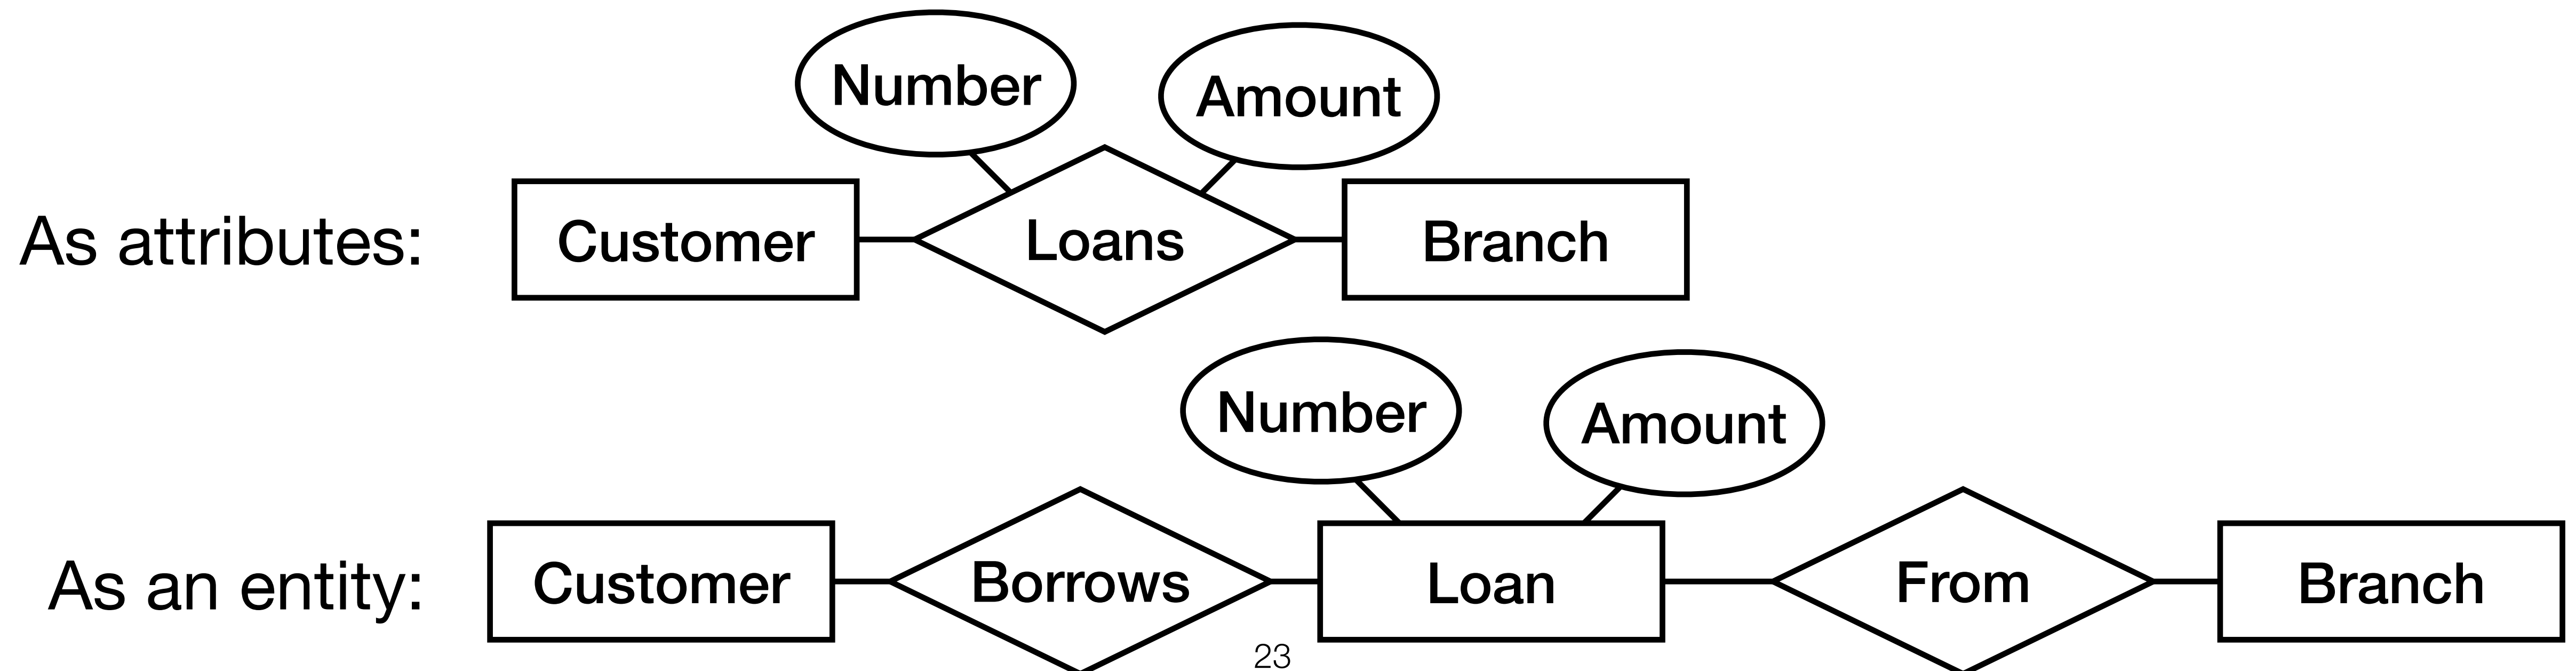 Number
Amount
As attributes:
Customer
Loans
Branch
Number
Amount
As an entity:
Customer
Borrows
Loan
From
Branch
23